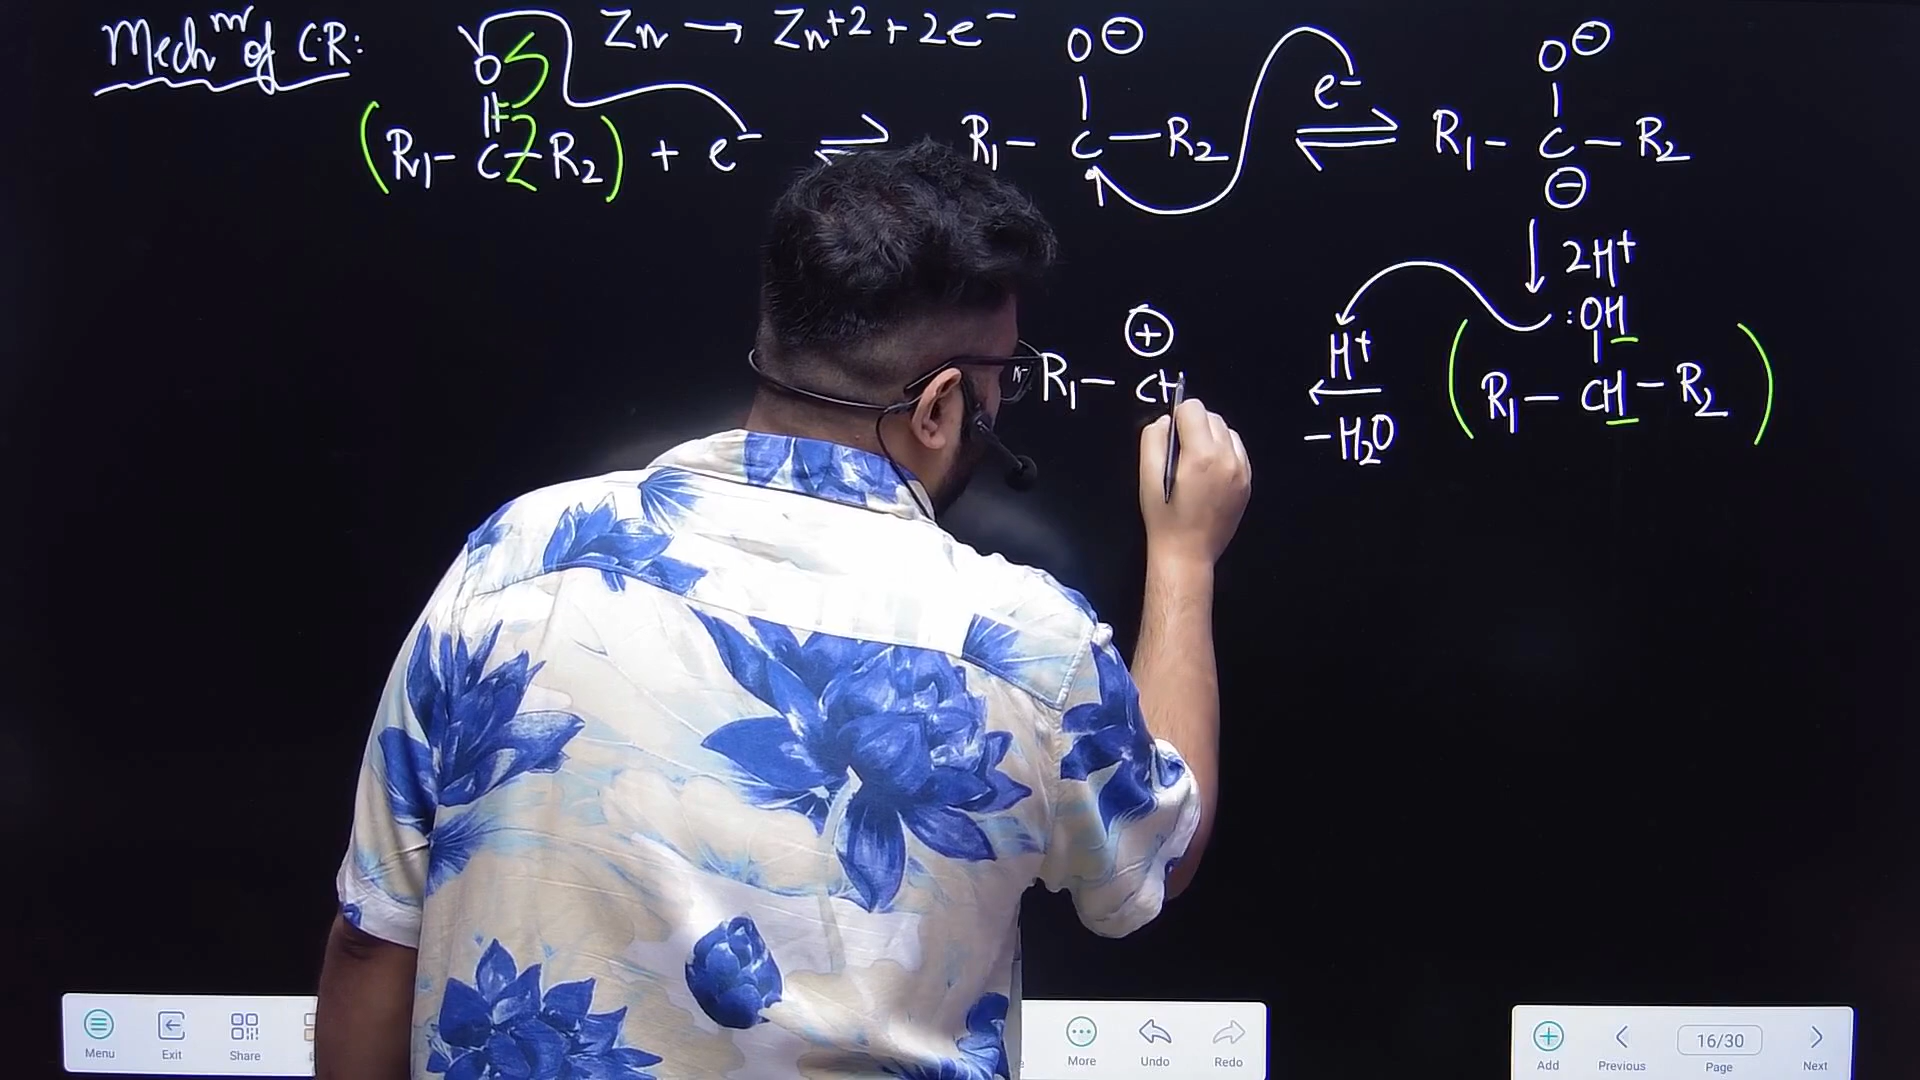 Mechᵐ of C.R:
Zn → Zn+2 + 2e⁻
O
O⊖
O⊖
(R₁-C-R₂) + e⁻ ⇌ R₁-C-R₂ e⁻ ⇌ R₁-C-R₂
⊖
↓ 2H⁺
:OH
⊕
R₁-CH
H⁺
←
-H₂O
(R₁-CH-R₂)
Menu
Exit
Share
More
Undo
Redo
Add
Previous
16/30
Page
Next